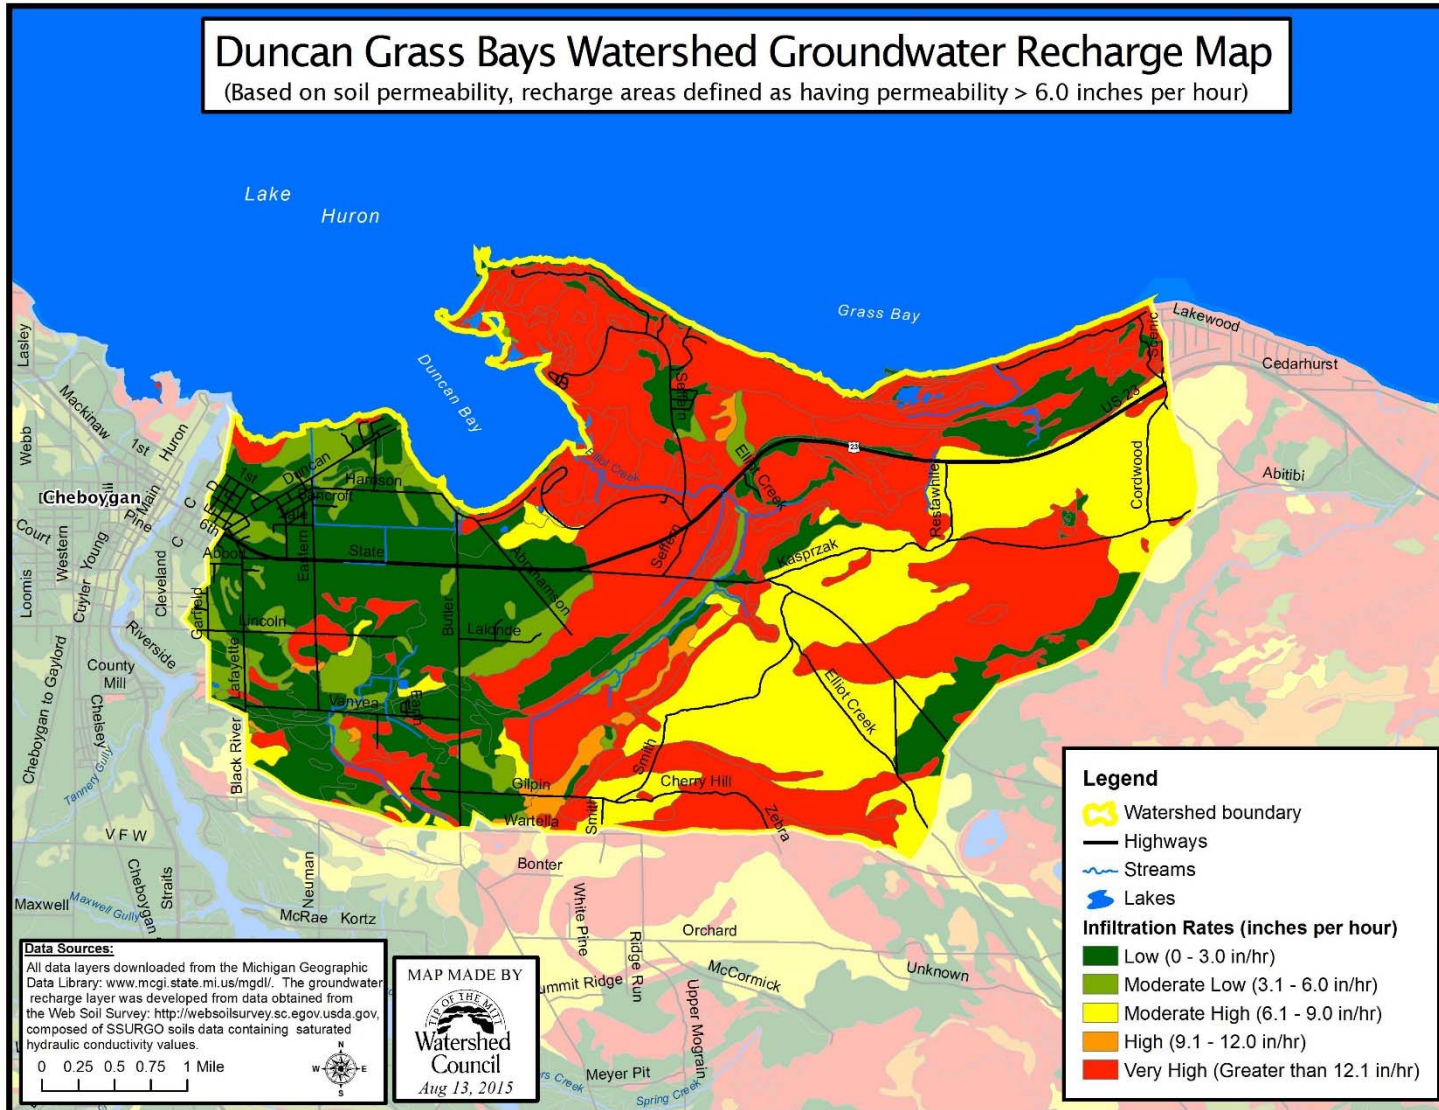 Duncan Grass Bays Watershed Groundwater Recharge Map
(Based on soil permeability, recharge areas defined as having permeability > 6.0 inches per hour)
Lake
Huron
Grass Bay
Duncan Bay
Lasley
Mackinaw
Webb
1st
Huron
Main
Cheboygan
Pine
Court
Western
Young
Cuyler
Loomis
Cleveland
C
C
D
E
6th
1st
Duncan
Bancroft
Harrison
Abbott
State
Eastern
Garfield
Lincoln
Lafayette
Butler
Lalonde
Abrahamson
Vanyea
Black River
Riverside
County
Mill
Chelsey
Cheboygan to Gaylord
Tannery Gully
Seffern
Seffern
Elliot Creek
Elliot Creek
23
US-23
Scenic
Lakewood
Cedarhurst
Abitibi
Cordwood
Restawhile
Kasprzak
Elliot Creek
Smith
Cherry Hill
Zebra
Gilpin
Wartella
Smith
V F W
Straits
Cheboygan
Maxwell
Maxwell Gully
Neuman
McRae
Kortz
Bonter
White Pine
Ridge Run
Orchard
McCormick
Unknown
Upper Mograin
Meyer Pit
Spring Creek
Legend
Watershed boundary
Highways
Streams
Lakes
Infiltration Rates (inches per hour)
Low (0 - 3.0 in/hr)
Moderate Low (3.1 - 6.0 in/hr)
Moderate High (6.1 - 9.0 in/hr)
High (9.1 - 12.0 in/hr)
Very High (Greater than 12.1 in/hr)
Data Sources:
All data layers downloaded from the Michigan Geographic
Data Library: www.mcgi.state.mi.us/mgdl/. The groundwater
recharge layer was developed from data obtained from
the Web Soil Survey: http://websoilsurvey.sc.egov.usda.gov,
composed of SSURGO soils data containing saturated
hydraulic conductivity values.
0 0.25 0.5 0.75 1 Mile
N
W E
S
MAP MADE BY
TIP OF THE MITT
Watershed
Council
Aug 13, 2015